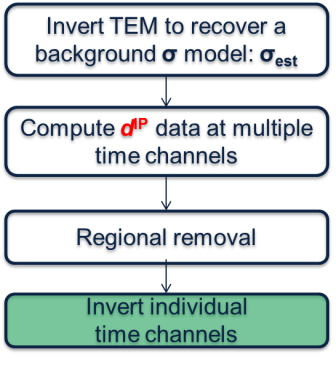 Invert TEM to recover a
background σ model: σest
Compute dIP data at multiple
time channels
Regional removal
Invert individual
time channels